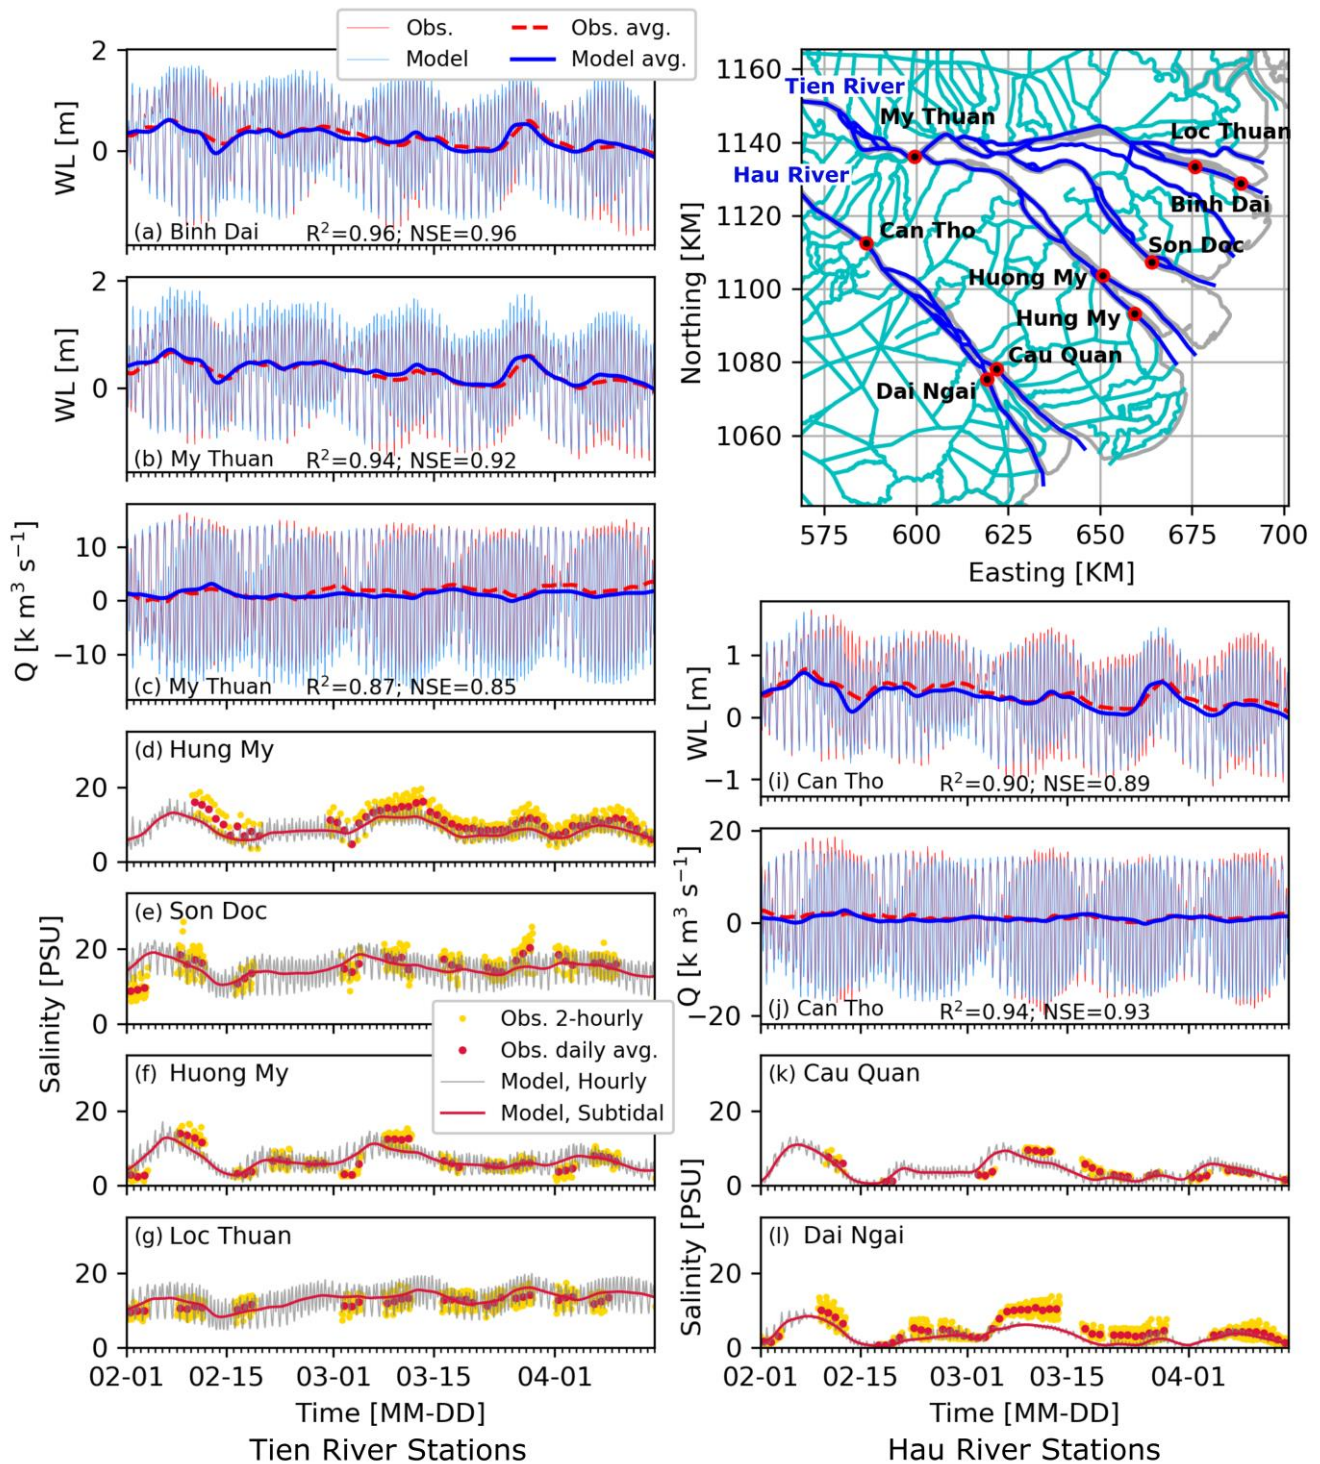 Obs.
Model
Obs. avg.
Model avg.
2
0
WL [m]
(a) Binh Dai R²=0.96; NSE=0.96
2
0
WL [m]
(b) My Thuan R²=0.94; NSE=0.92
10
0
−10
Q [k m³ s⁻¹]
(c) My Thuan R²=0.87; NSE=0.85
(d) Hung My
20
0
(e) Son Doc
20
0
Salinity [PSU]
Obs. 2-hourly
Obs. daily avg.
Model, Hourly
Model, Subtidal
(f) Huong My
20
0
(g) Loc Thuan
20
0
02-01 02-15 03-01 03-15 04-01
Time [MM-DD]
Tien River Stations
1160
1140
1120
1100
1080
1060
Northing [KM]
Tien River
My Thuan
Loc Thuan
Hau River
Binh Dai
Can Tho
Son Doc
Huong My
Hung My
Cau Quan
Dai Ngai
575 600 625 650 675 700
Easting [KM]
1
0
−1
WL [m]
(i) Can Tho R²=0.90; NSE=0.89
20
0
−20
Q [k m³ s⁻¹]
(j) Can Tho R²=0.94; NSE=0.93
(k) Cau Quan
20
0
Salinity [PSU]
(l) Dai Ngai
20
0
02-01 02-15 03-01 03-15 04-01
Time [MM-DD]
Hau River Stations